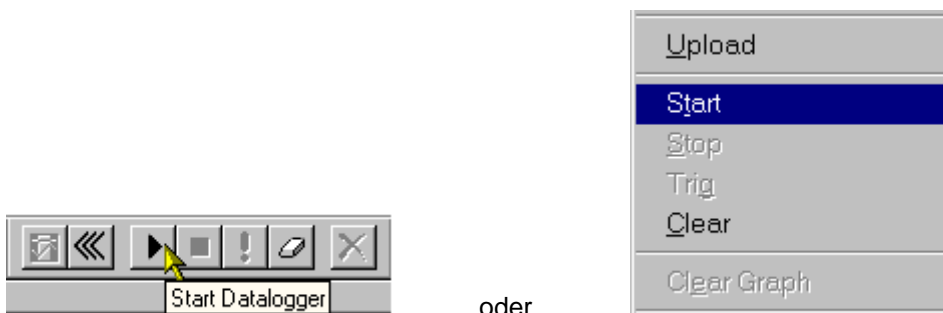 Upload
Start
Stop
Trig
Clear
Start Datalogger
oder
Clear Graph